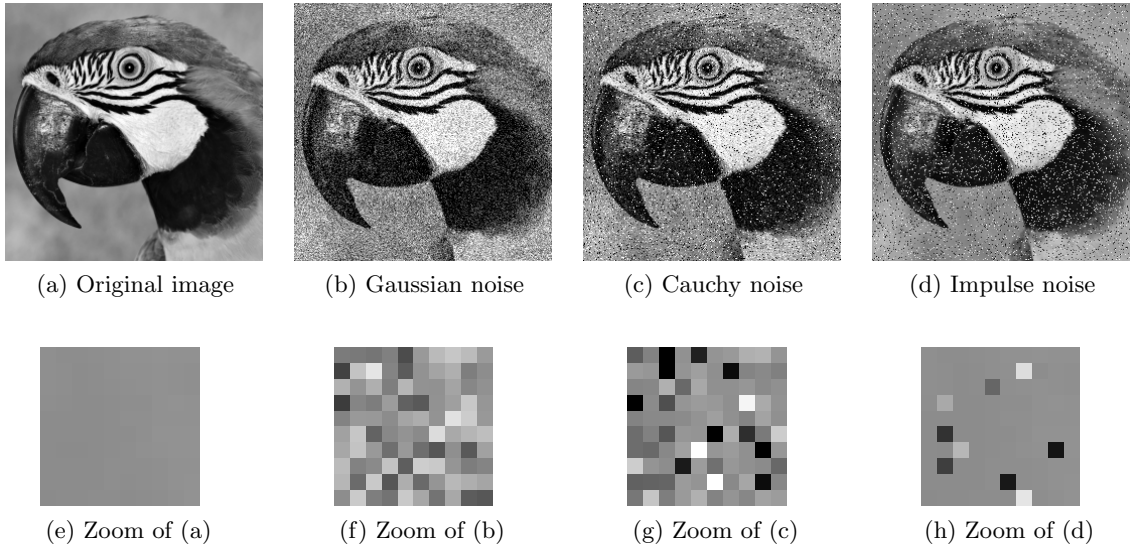 (a) Original image
(b) Gaussian noise
(c) Cauchy noise
(d) Impulse noise
(e) Zoom of (a)
(f) Zoom of (b)
(g) Zoom of (c)
(h) Zoom of (d)